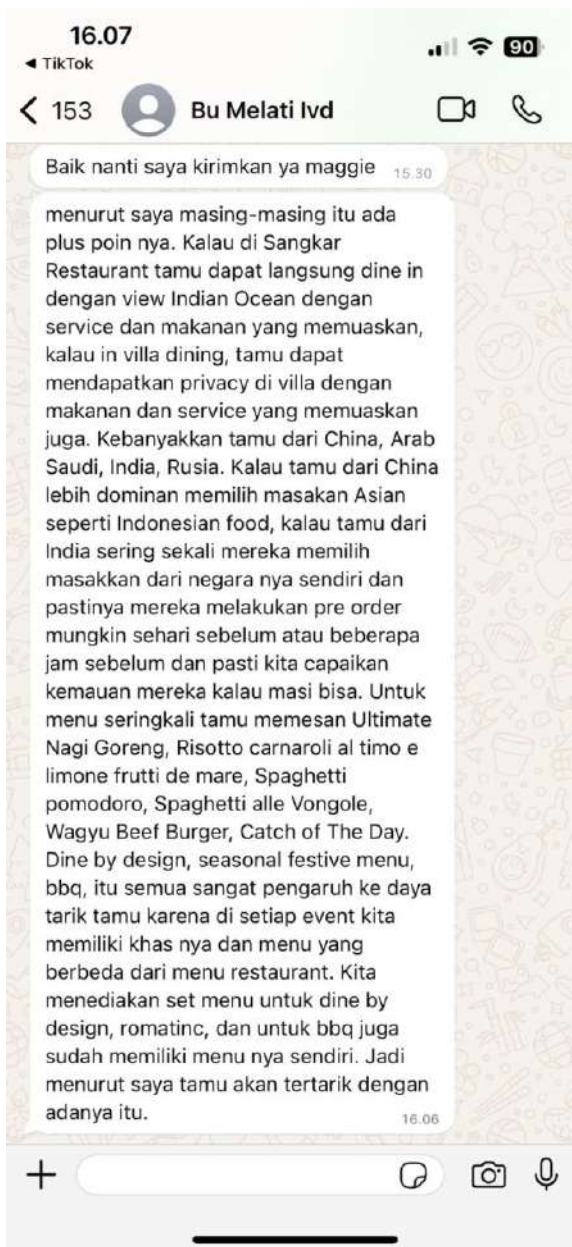 16.07
90
◀ TikTok
153
Bu Melati Ivd
Baik nanti saya kirimkan ya maggie 15.30
menurut saya masing-masing itu ada
plus poin nya. Kalau di Sangkar
Restaurant tamu dapat langsung dine in
dengan view Indian Ocean dengan
service dan makanan yang memuaskan,
kalau in villa dining, tamu dapat
mendapatkan privacy di villa dengan
makanan dan service yang memuaskan
juga. Kebanyakkan tamu dari China, Arab
Saudi, India, Rusia. Kalau tamu dari China
lebih dominan memilih masakan Asian
seperti Indonesian food, kalau tamu dari
India sering sekali mereka memilih
masakkan dari negara nya sendiri dan
pastinya mereka melakukan pre order
mungkin sehari sebelum atau beberapa
jam sebelum dan pasti kita capaikan
kemauan mereka kalau masi bisa. Untuk
menu seringkali tamu memesan Ultimate
Nagi Goreng, Risotto carnaroli al timo e
limone frutti de mare, Spaghetti
pomodoro, Spaghetti alle Vongole,
Wagyu Beef Burger, Catch of The Day.
Dine by design, seasonal festive menu,
bbq, itu semua sangat pengaruh ke daya
tarik tamu karena di setiap event kita
memiliki khas nya dan menu yang
berbeda dari menu restaurant. Kita
menediakan set menu untuk dine by
design, romatinc, dan untuk bbq juga
sudah memiliki menu nya sendiri. Jadi
menurut saya tamu akan tertarik dengan
adanya itu. 16.06